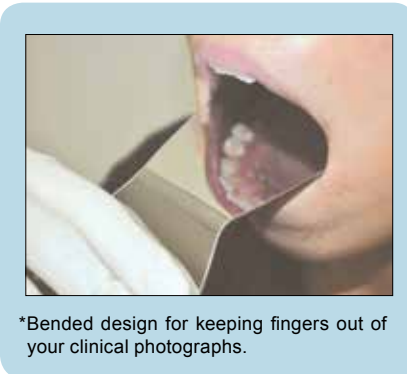 *Bended design for keeping fingers out of
your clinical photographs.